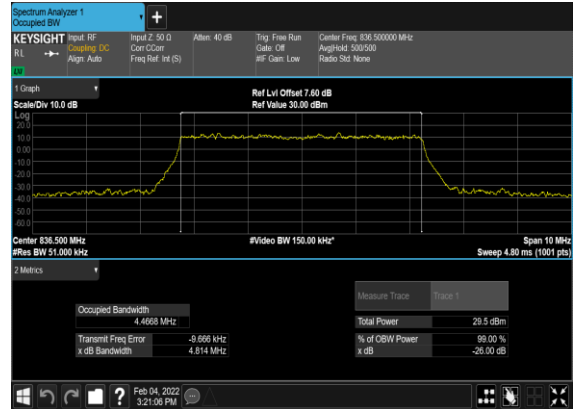 Spectrum Analyzer 1
Occupied BW
KEYSIGHT Input: RF Input Z: 50 Ω Atten: 40 dB Trig: Free Run Center Freq: 836.500000 MHz
RL Coupling: DC Corr CCorr Gate: Off Avg|Hold: 500/500
Align: Auto Freq Ref: Int (S) #IF Gain: Low Radio Std: None
1 Graph
Ref Lvl Offset 7.60 dB
Scale/Div 10.0 dB Ref Value 30.00 dBm
Log
20.0
10.0
0.00
-10.0
-20.0
-30.0
-40.0
-50.0
-60.0
Center 836.500 MHz #Video BW 150.00 kHz* Span 10 MHz
#Res BW 51.000 kHz Sweep 4.80 ms (1001 pts)
2 Metrics
Measure Trace Trace 1
Occupied Bandwidth
4.4668 MHz
Total Power 29.5 dBm
Transmit Freq Error -9.666 kHz % of OBW Power 99.00 %
x dB Bandwidth 4.814 MHz x dB -26.00 dB
Feb 04, 2022
3:21:06 PM